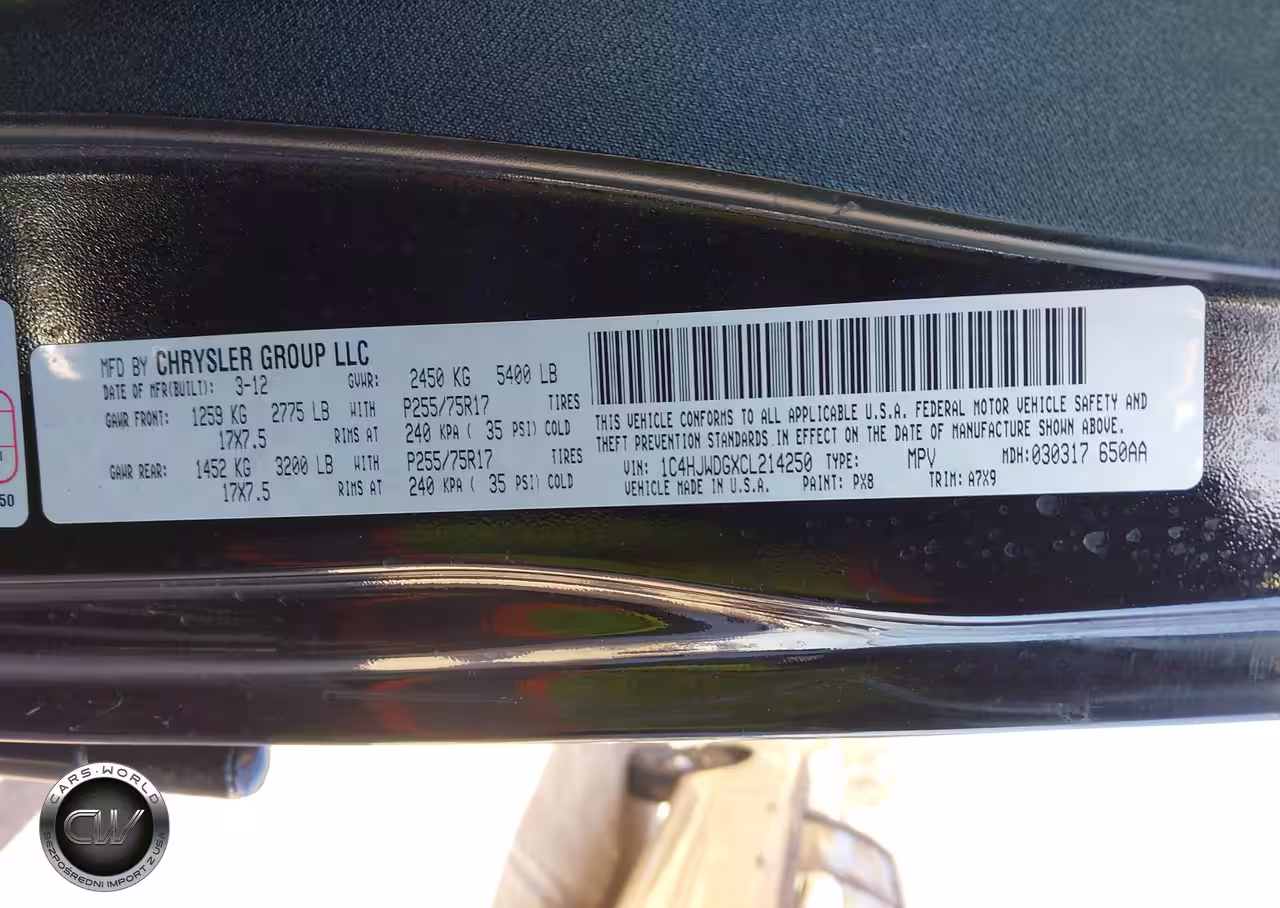 MFD BY CHRYSLER GROUP LLC
DATE OF MFR(BUILT): 3-12 GVWR: 2450 KG 5400 LB
GAWR FRONT: 1259 KG 2775 LB WITH P255/75R17 TIRES
17X7.5 RIMS AT 240 KPA ( 35 PSI) COLD
GAWR REAR: 1452 KG 3200 LB WITH P255/75R17 TIRES
17X7.5 RIMS AT 240 KPA ( 35 PSI) COLD
THIS VEHICLE CONFORMS TO ALL APPLICABLE U.S.A. FEDERAL MOTOR VEHICLE SAFETY AND
THEFT PREVENTION STANDARDS IN EFFECT ON THE DATE OF MANUFACTURE SHOWN ABOVE.
VIN: 1C4HJWDGXCL214250 TYPE: MPV MDH:030317 650AA
VEHICLE MADE IN U.S.A. PAINT: PX8 TRIM: A7X9
50
CARS·WORLD
CW
BEZPOŚREDNI IMPORT Z USA